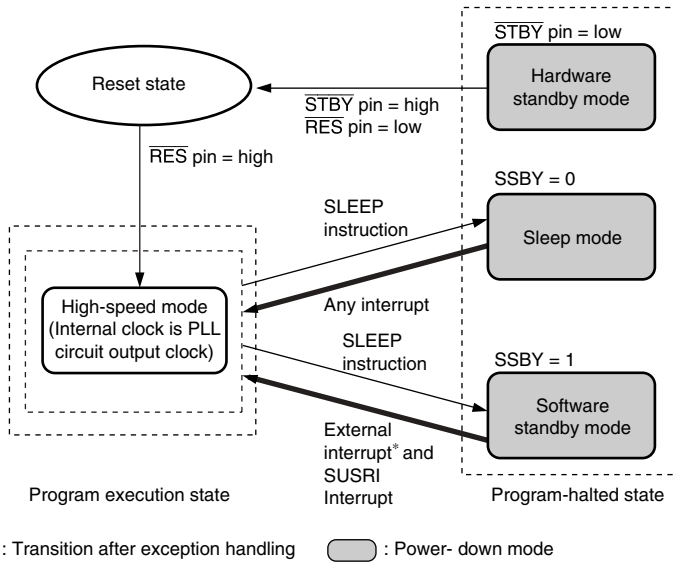 STBY pin = low
Reset state
Hardware
standby mode
STBY pin = high
RES pin = low
RES pin = high
SSBY = 0
SLEEP
instruction
Sleep mode
High-speed mode
(Internal clock is PLL
circuit output clock)
Any interrupt
SLEEP
instruction
SSBY = 1
Software
standby mode
External
interrupt* and
SUSRI
Interrupt
Program execution state
Program-halted state
: Transition after exception handling
: Power- down mode